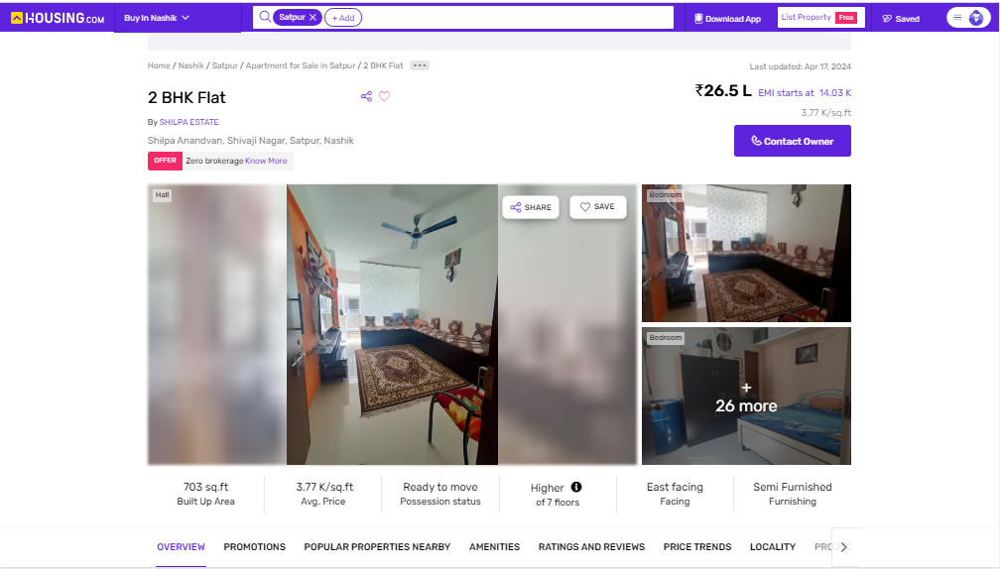 HOUSING.COM
Buy In Nashik
Satpur
+ Add
Download App
List Property Free
Saved
Home / Nashik / Satpur / Apartment for Sale in Satpur / 2 BHK Flat
Last updated: Apr 17, 2024
2 BHK Flat
₹26.5 L EMI starts at 14.03 K
3.77 K/sq.ft
By SHILPA ESTATE
Shilpa Anandvan, Shivaji Nagar, Satpur, Nashik
Contact Owner
OFFER Zero brokerage Know More
Hall
SHARE
SAVE
Bedroom
Bedroom
+
26 more
703 sq.ft
Built Up Area
3.77 K/sq.ft
Avg. Price
Ready to move
Possession status
Higher
of 7 floors
East facing
Facing
Semi Furnished
Furnishing
OVERVIEW PROMOTIONS POPULAR PROPERTIES NEARBY AMENITIES RATINGS AND REVIEWS PRICE TRENDS LOCALITY